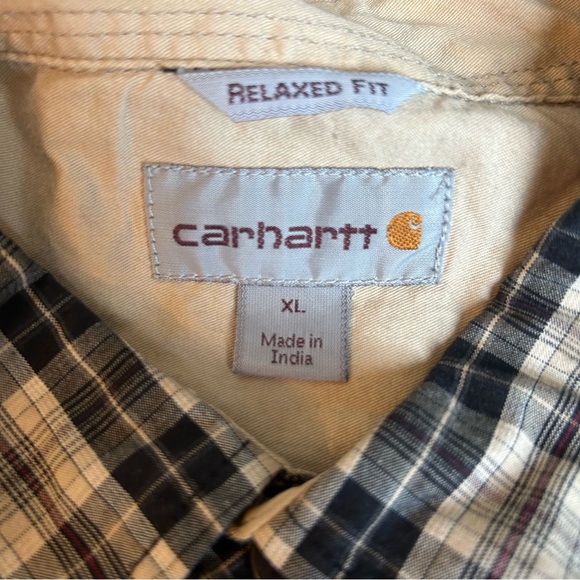 RELAXED FIT
carhartt
XL
Made in
India